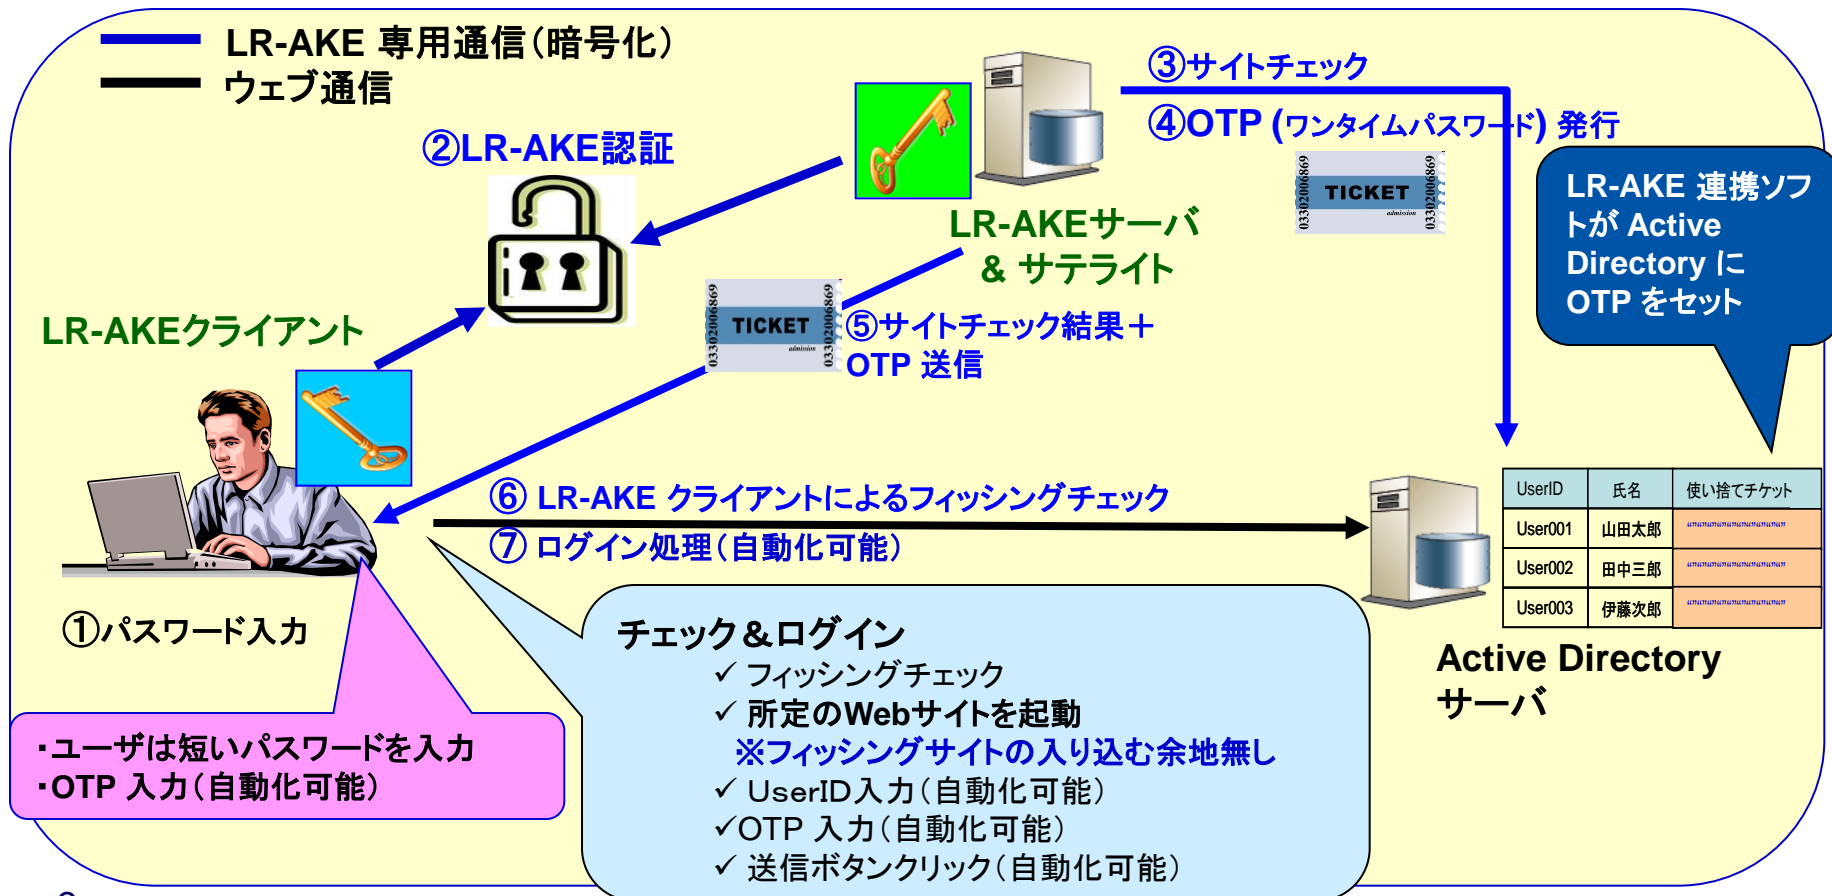 LR-AKE 専用通信（暗号化）
ウェブ通信
③サイトチェック
④OTP (ワンタイムパスワード) 発行
②LR-AKE認証
TICKET
admission
03302006869
03302006869
LR-AKE 連携ソフ
トが Active
Directory に
OTP をセット
LR-AKEサーバ
& サテライト
LR-AKEクライアント
TICKET
admission
03302006869
03302006869
⑤サイトチェック結果＋
OTP 送信
⑥ LR-AKE クライアントによるフィッシングチェック
⑦ ログイン処理（自動化可能）
UserID 氏名 使い捨てチケット
User001 山田太郎
User002 田中三郎
User003 伊藤次郎
Active Directory
サーバ
①パスワード入力
チェック＆ログイン
✓ フィッシングチェック
✓ 所定のWebサイトを起動
※フィッシングサイトの入り込む余地無し
✓ UserID入力（自動化可能）
✓OTP 入力（自動化可能）
✓ 送信ボタンクリック（自動化可能）
・ユーザは短いパスワードを入力
・OTP 入力（自動化可能）